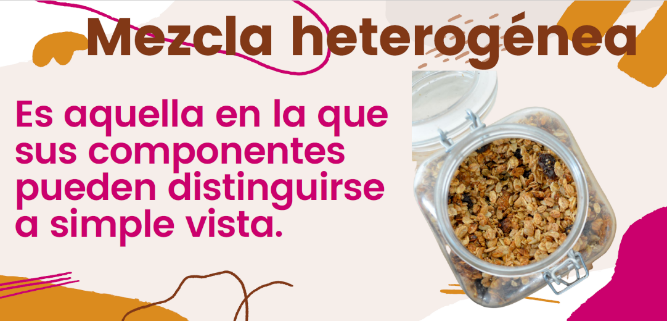 Mezcla heterogénea
Es aquella en la que
sus componentes
pueden distinguirse
a simple vista.